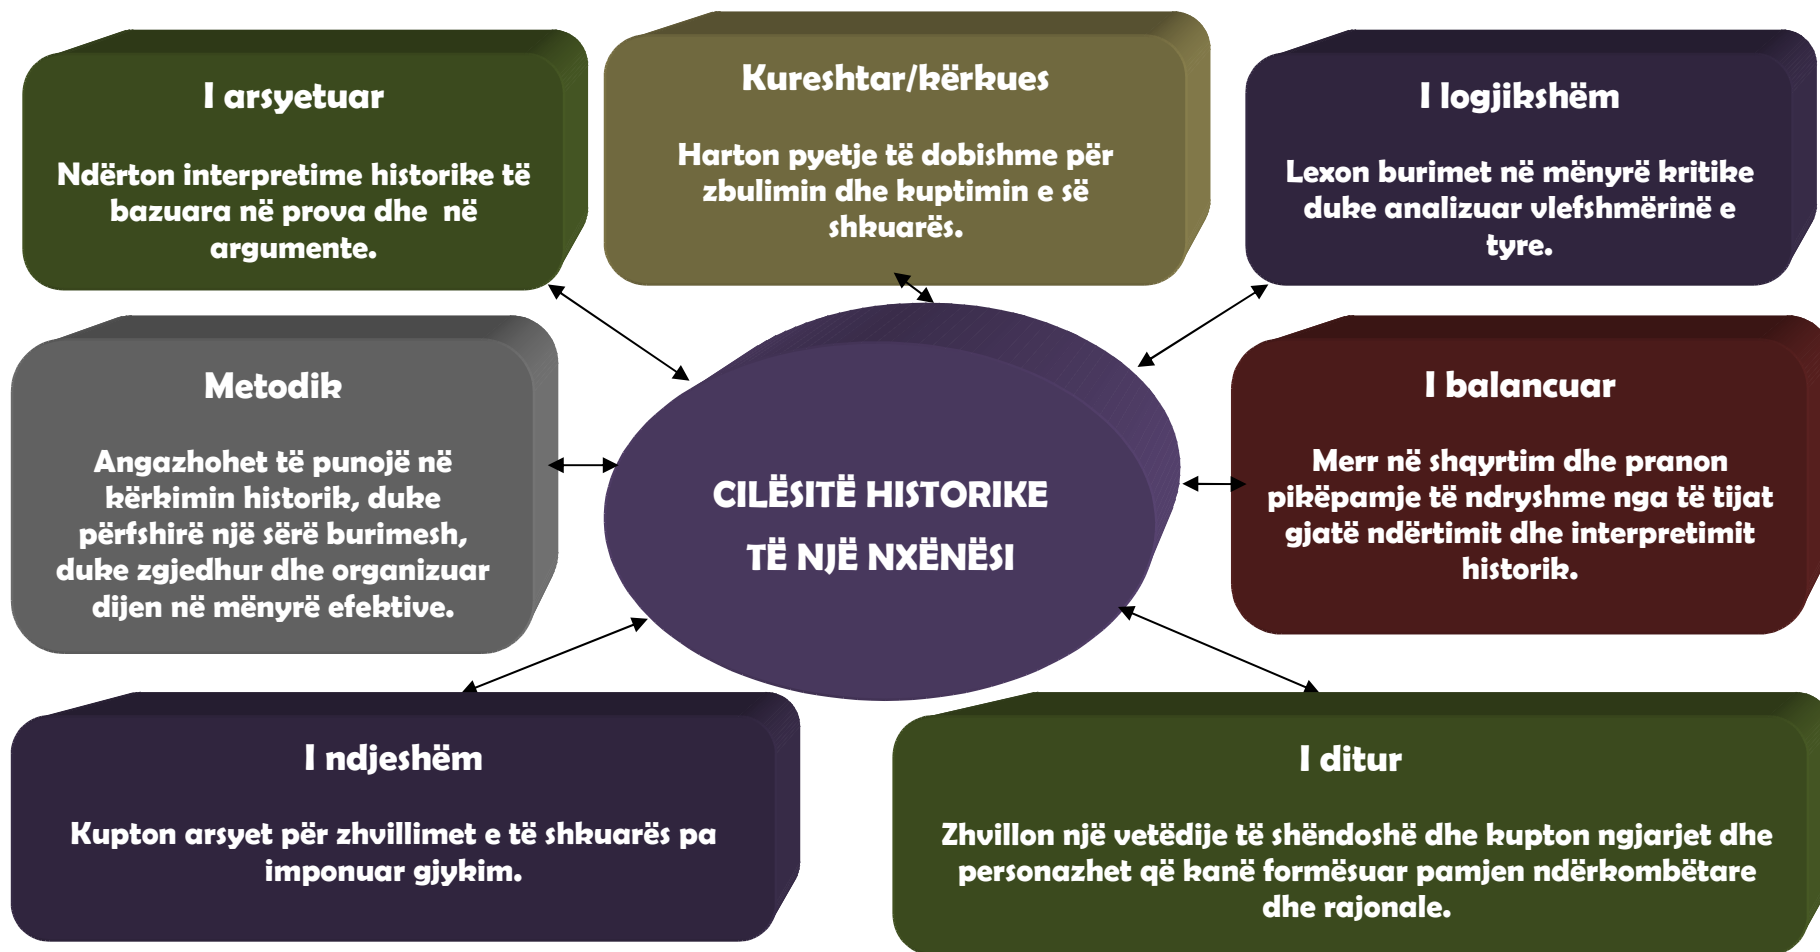 I arsyetuar
Ndërton interpretime historike të
bazuara në prova dhe në
argumente.
Kureshtar/kërkues
Harton pyetje të dobishme për
zbulimin dhe kuptimin e së
shkuarës.
I logjikshëm
Lexon burimet në mënyrë kritike
duke analizuar vlefshmërinë e
tyre.
Metodik
Angazhohet të punojë në
kërkimin historik, duke
përfshirë një sërë burimesh,
duke zgjedhur dhe organizuar
dijen në mënyrë efektive.
CILËSITË HISTORIKE
TË NJË NXËNËSI
I balancuar
Merr në shqyrtim dhe pranon
pikëpamje të ndryshme nga të tijat
gjatë ndërtimit dhe interpretimit
historik.
I ndjeshëm
Kupton arsyet për zhvillimet e të shkuarës pa
imponuar gjykim.
I ditur
Zhvillon një vetëdije të shëndoshë dhe kupton ngjarjet dhe
personazhet që kanë formësuar pamjen ndërkombëtare
dhe rajonale.